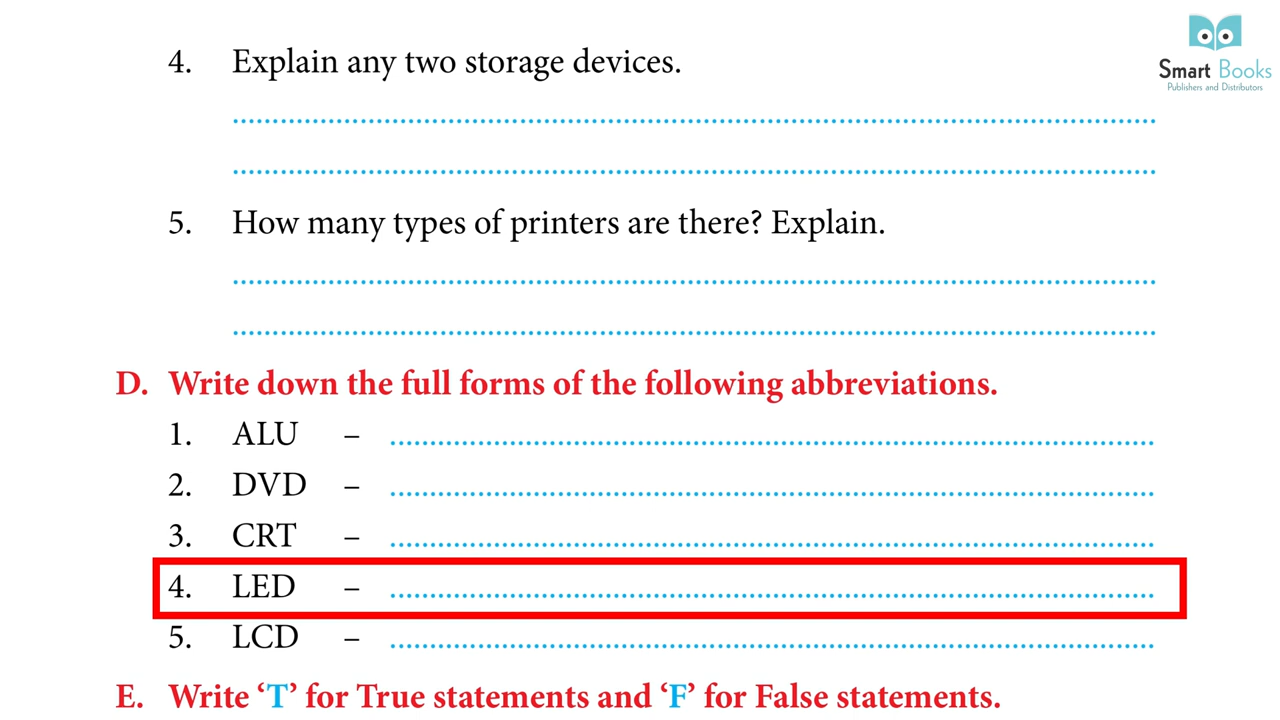 Smart Books
Publishers and Distributors
4. Explain any two storage devices.
5. How many types of printers are there? Explain.
D. Write down the full forms of the following abbreviations.
1. ALU –
2. DVD –
3. CRT –
4. LED –
5. LCD –
E. Write ‘T’ for True statements and ‘F’ for False statements.